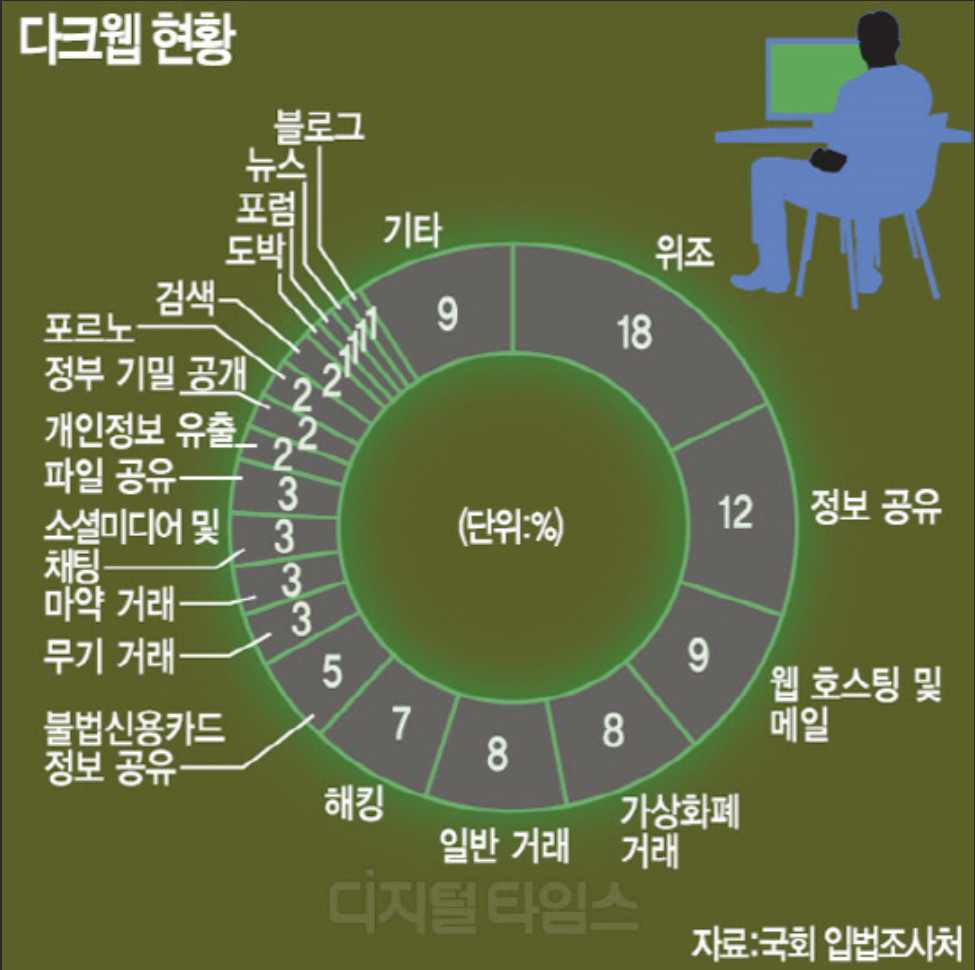 다크웹 현황
블로그
뉴스
포럼
도박
기타
위조
검색
포르노
정부 기밀 공개
개인정보 유출
파일 공유
소셜미디어 및
채팅
마약 거래
무기 거래
불법신용카드
정보 공유
해킹
일반 거래
가상화폐
거래
웹 호스팅 및
메일
정보 공유
9
18
12
9
8
8
7
5
3
3
3
3
2
2
2
2
1
1
1
1
(단위:%)
디지털타임스
자료:국회 입법조사처